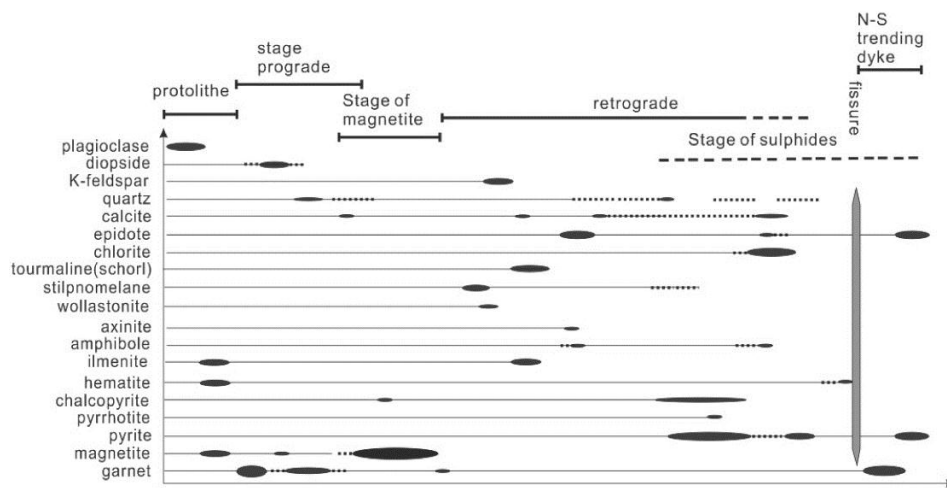 N-S
trending
dyke
stage
prograde
protolithe
Stage of
magnetite
retrograde
fissure
Stage of sulphides
plagioclase
diopside
K-feldspar
quartz
calcite
epidote
chlorite
tourmaline(schorl)
stilpnomelane
wollastonite
axinite
amphibole
ilmenite
hematite
chalcopyrite
pyrrhotite
pyrite
magnetite
garnet